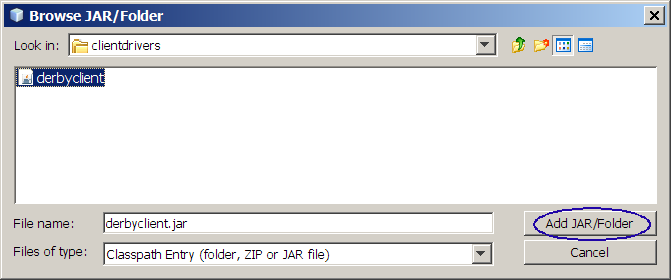 Browse JAR/Folder
Look in: clientdrivers
derbyclient
File name: derbyclient.jar Add JAR/Folder
Files of type: Classpath Entry (folder, ZIP or JAR file) Cancel